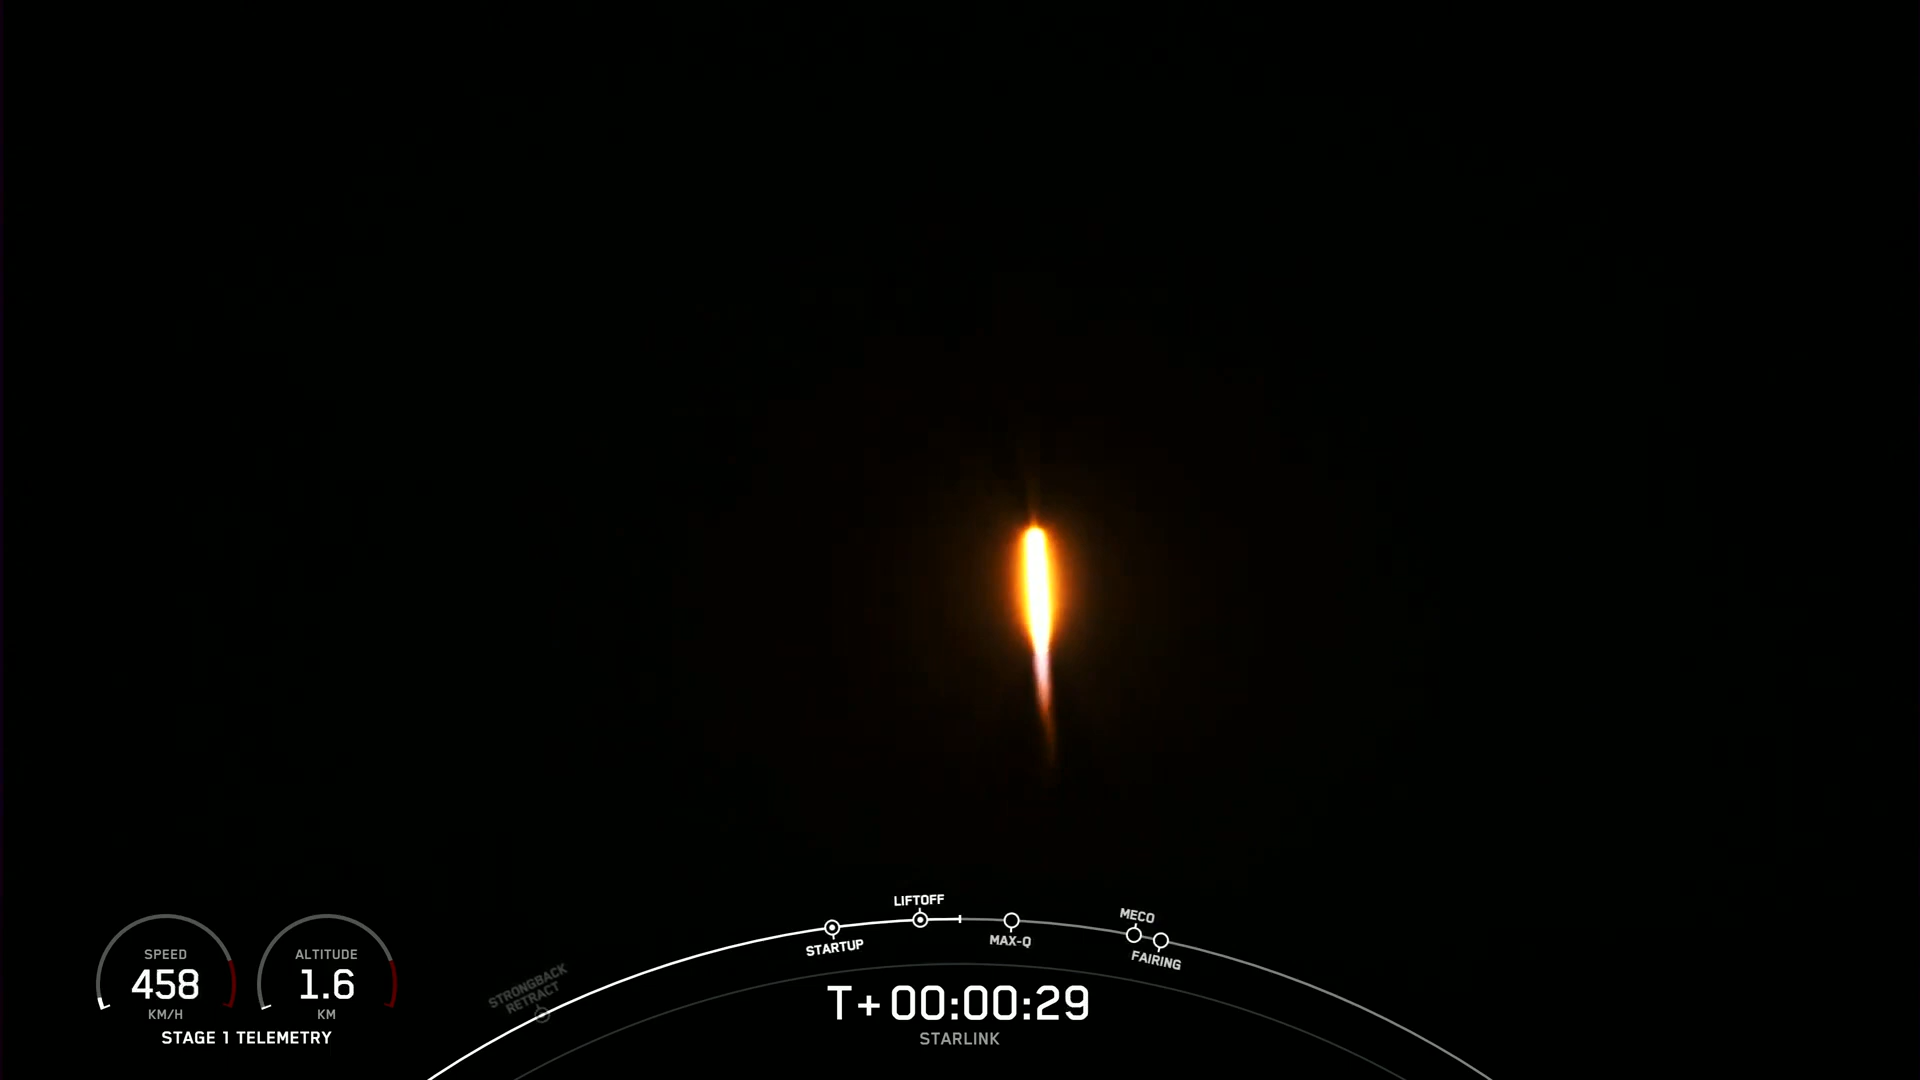 LIFTOFF
STARTUP
MAX-Q
MECO
FAIRING
STRONGBACK
RETRACT
SPEED
458
KM/H
ALTITUDE
1.6
KM
STAGE 1 TELEMETRY
T+00:00:29
STARLINK